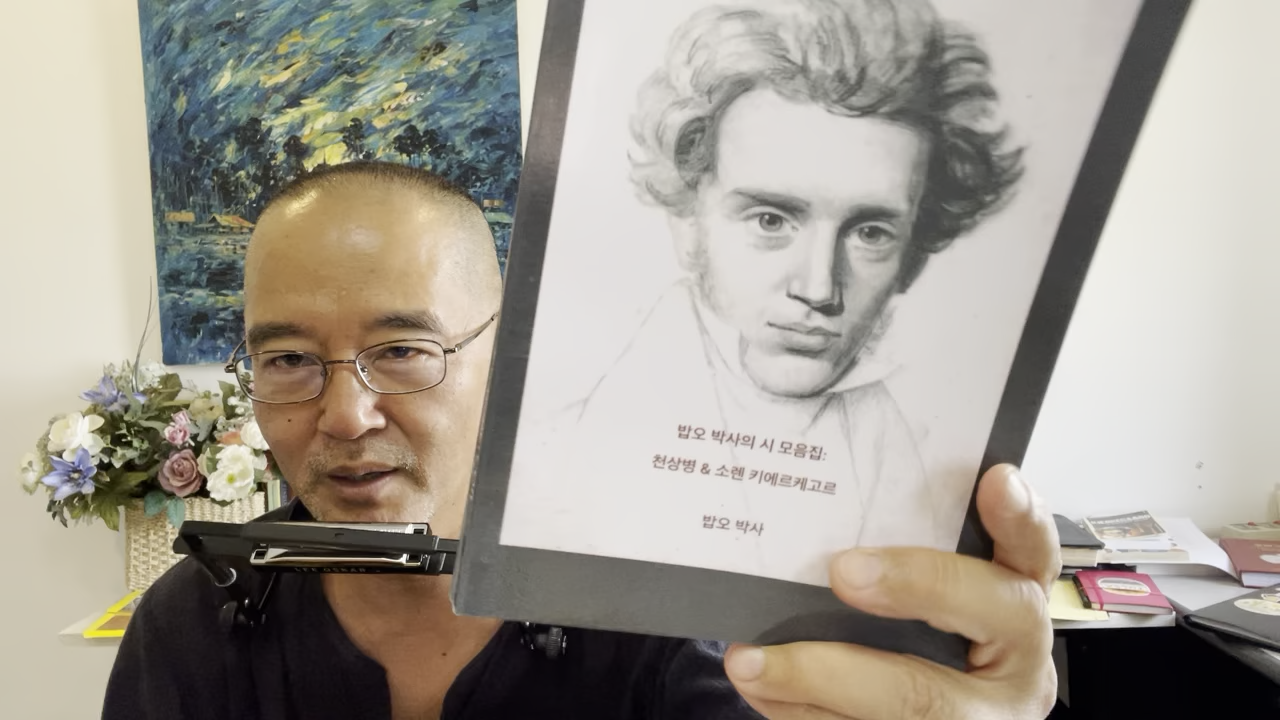 밥오 박사의 시 모음집:
천상병 & 소렌 키에르케고르
밥오 박사